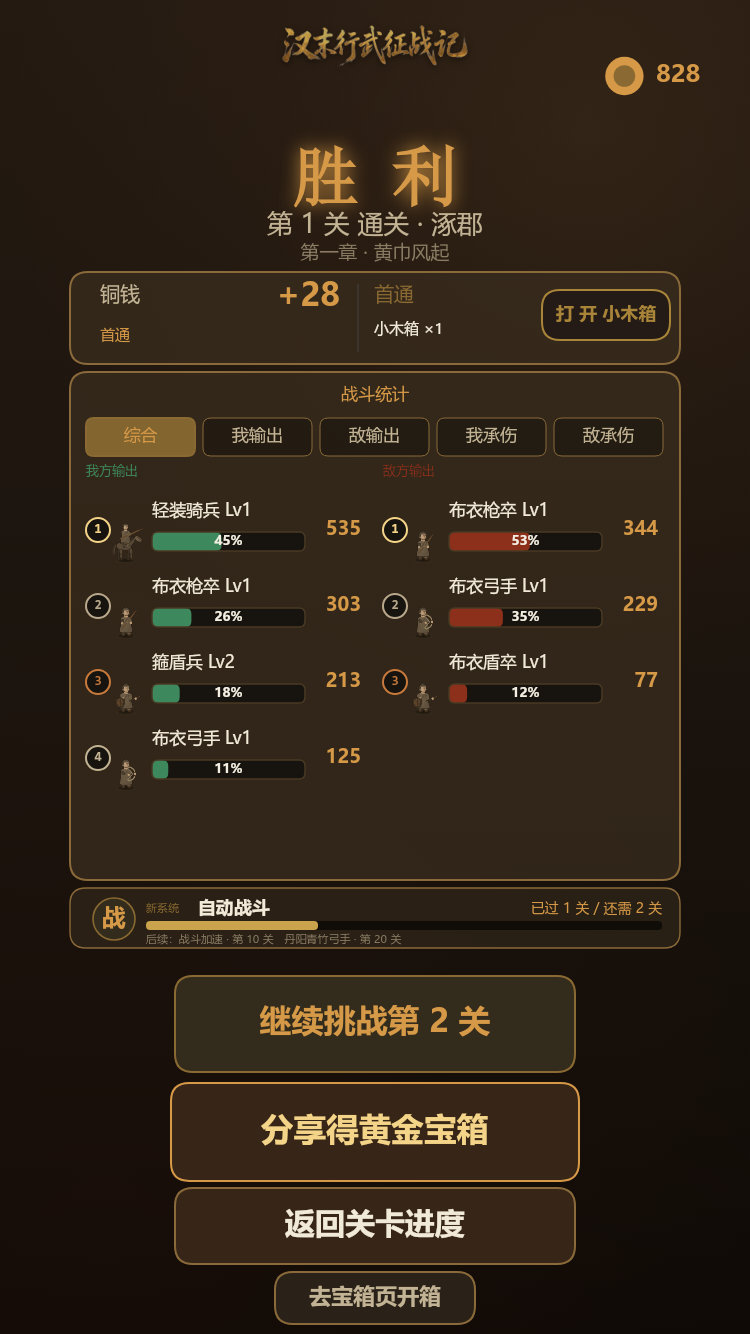 汉末行武征战记
828
胜利
第 1 关 通关 · 涿郡
第一章 · 黄巾风起
铜钱 +28
首通
首通
小木箱 ×1
打 开 小木箱
战斗统计
综合 我输出 敌输出 我承伤 敌承伤
我方输出 敌方输出
1 轻装骑兵 Lv1 45% 535
1 布衣枪卒 Lv1 53% 344
2 布衣枪卒 Lv1 26% 303
2 布衣弓手 Lv1 35% 229
3 箍盾兵 Lv2 18% 213
3 布衣盾卒 Lv1 12% 77
4 布衣弓手 Lv1 11% 125
战
新系统 自动战斗 已过 1 关 / 还需 2 关
后续：战斗加速 · 第 10 关 丹阳青竹弓手 · 第 20 关
继续挑战第 2 关
分享得黄金宝箱
返回关卡进度
去宝箱页开箱